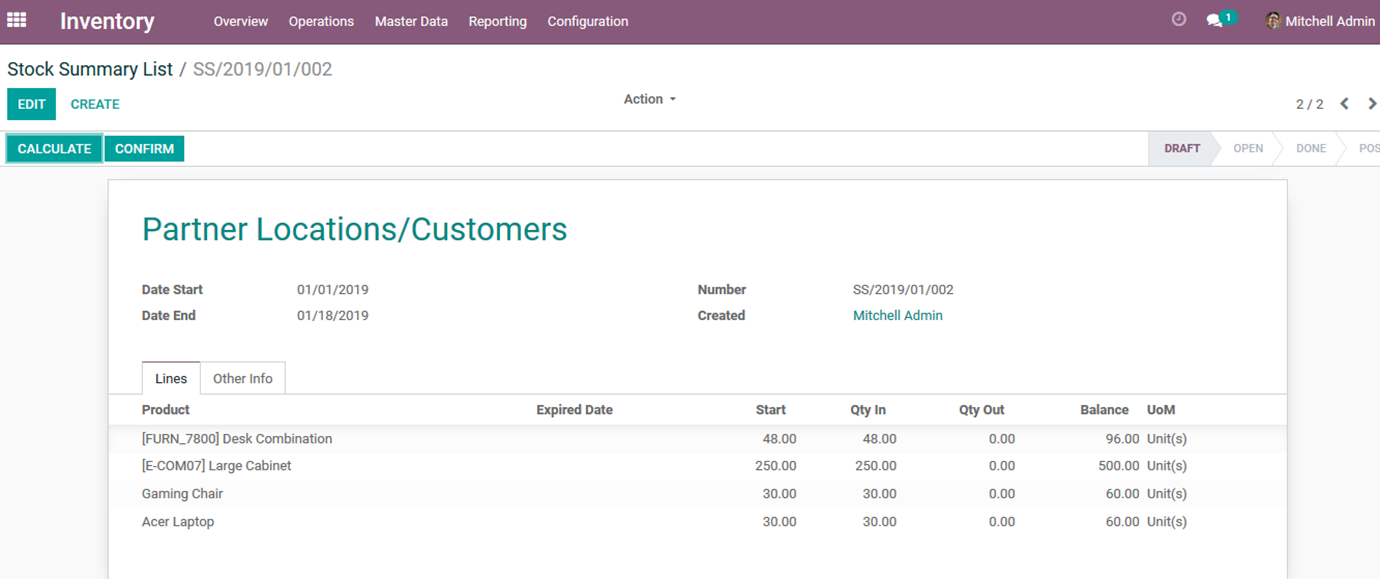 Inventory Overview Operations Master Data Reporting Configuration 1 Mitchell Admin
Stock Summary List / SS/2019/01/002
EDIT CREATE Action 2 / 2
CALCULATE CONFIRM DRAFT OPEN DONE POS
Partner Locations/Customers
Date Start 01/01/2019 Number SS/2019/01/002
Date End 01/18/2019 Created Mitchell Admin
Lines Other Info
Product Expired Date Start Qty In Qty Out Balance UoM
[FURN_7800] Desk Combination 48.00 48.00 0.00 96.00 Unit(s)
[E-COM07] Large Cabinet 250.00 250.00 0.00 500.00 Unit(s)
Gaming Chair 30.00 30.00 0.00 60.00 Unit(s)
Acer Laptop 30.00 30.00 0.00 60.00 Unit(s)